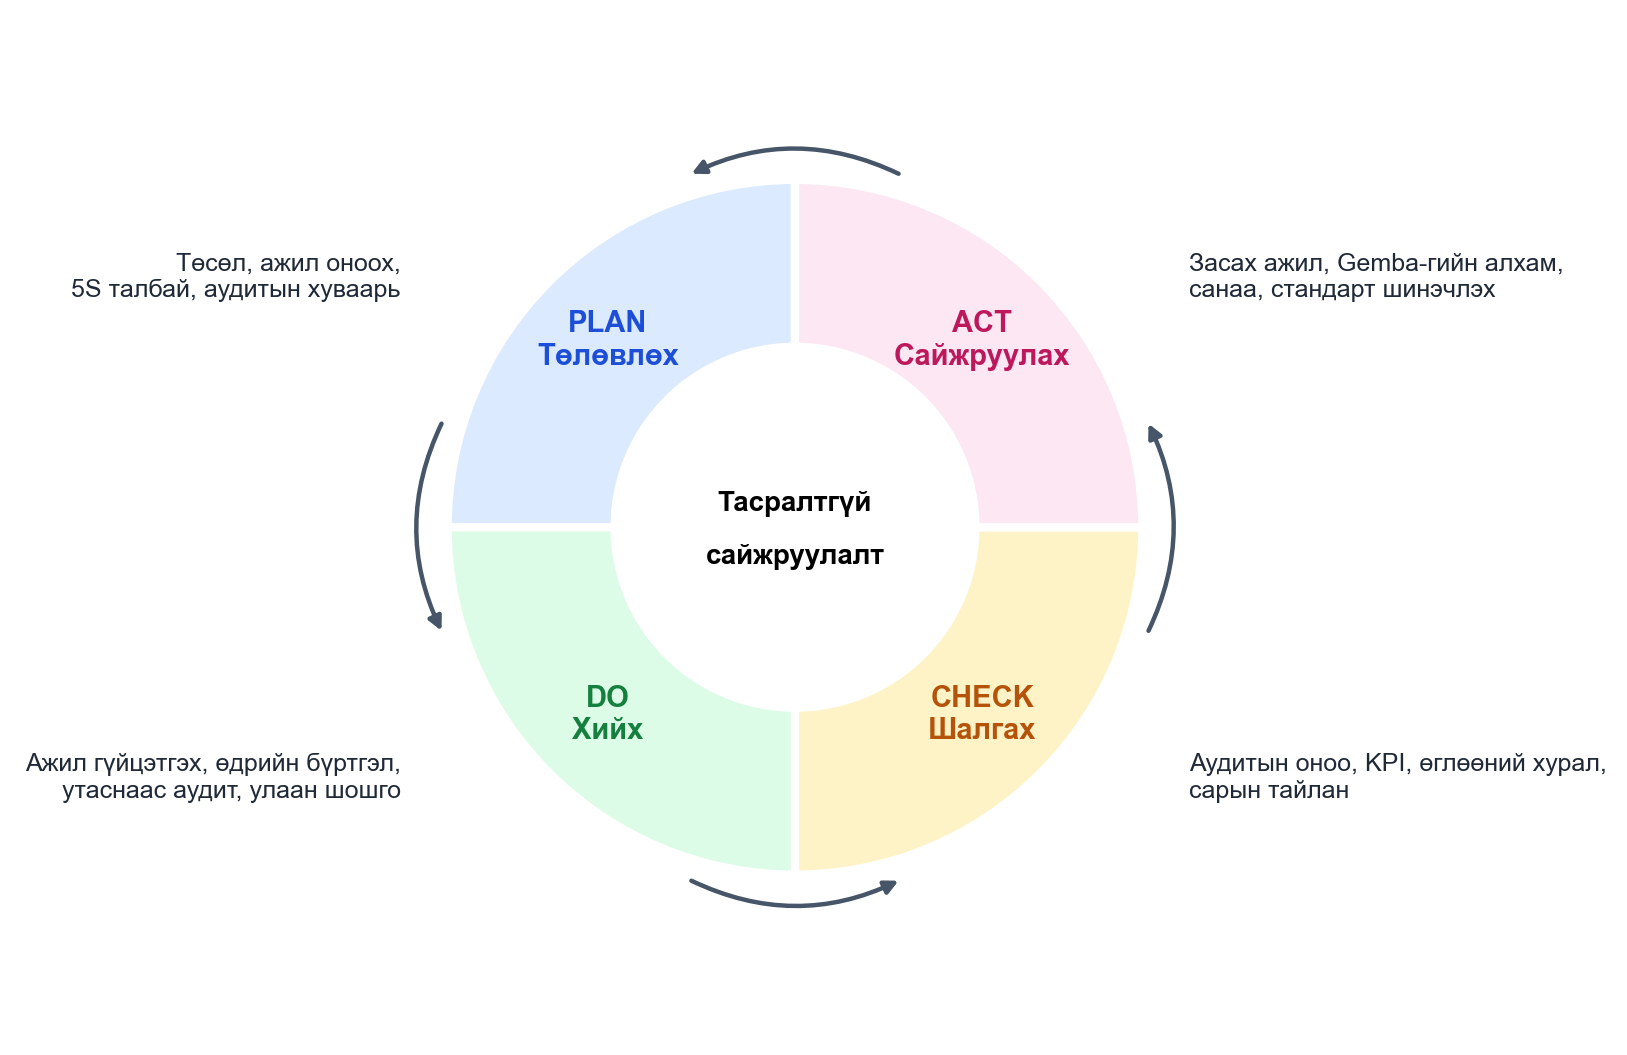 Төсөл, ажил оноох,
5S талбай, аудитын хуваарь
Засах ажил, Gemba-гийн алхам,
санаа, стандарт шинэчлэх
PLAN
Төлөвлөх
ACT
Сайжруулах
Тасралтгүй
сайжруулалт
DO
Хийх
CHECK
Шалгах
Ажил гүйцэтгэх, өдрийн бүртгэл,
утаснаас аудит, улаан шошго
Аудитын оноо, KPI, өглөөний хурал,
сарын тайлан